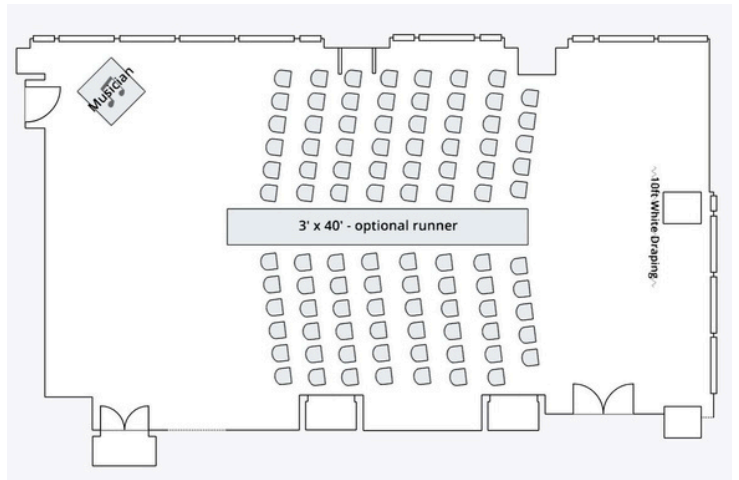 Musician
3' x 40' - optional runner
~10ft White Draping~